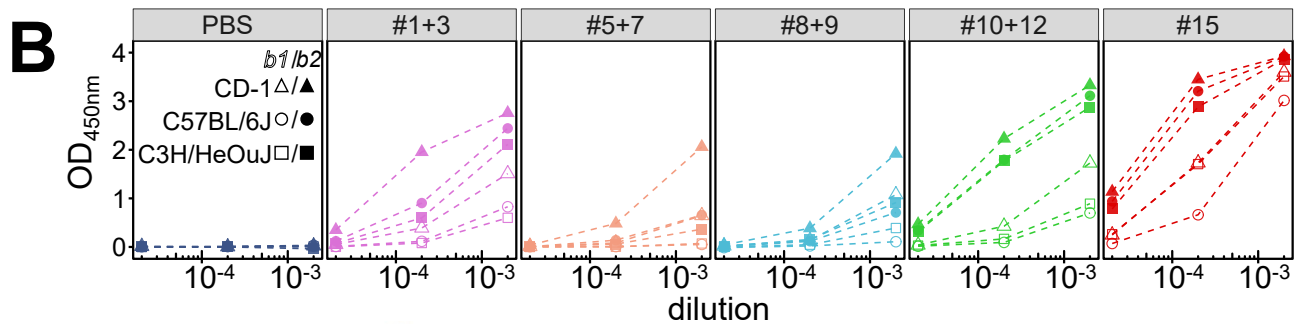 B
PBS #1+3 #5+7 #8+9 #10+12 #15
b1/b2
CD-1△/▲
C57BL/6J○/●
C3H/HeOuJ□/■
OD450nm
4
3
2
1
0
10-4 10-3 10-4 10-3 10-4 10-3 10-4 10-3 10-4 10-3 10-4 10-3
dilution